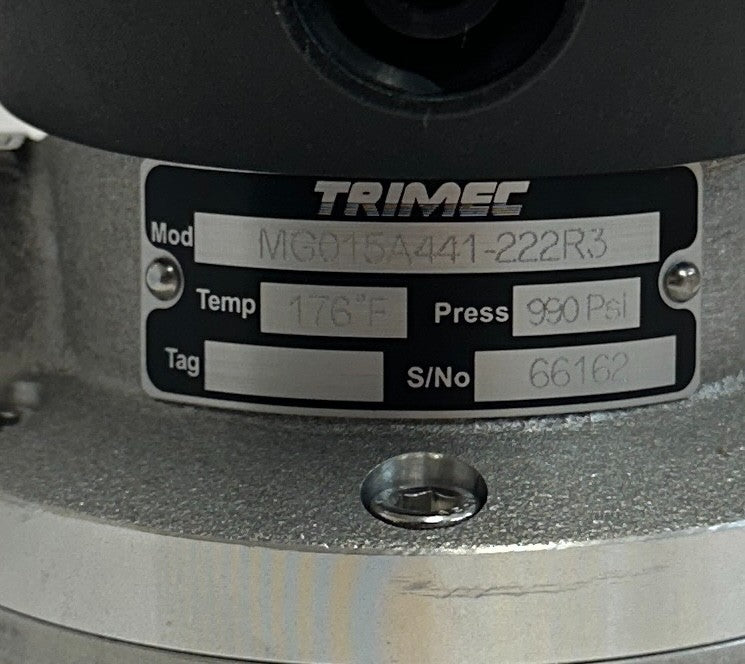 TRIMEC
Mod MG015A441-222R3
Temp 176°F Press 990 PsI
Tag S/No 66162